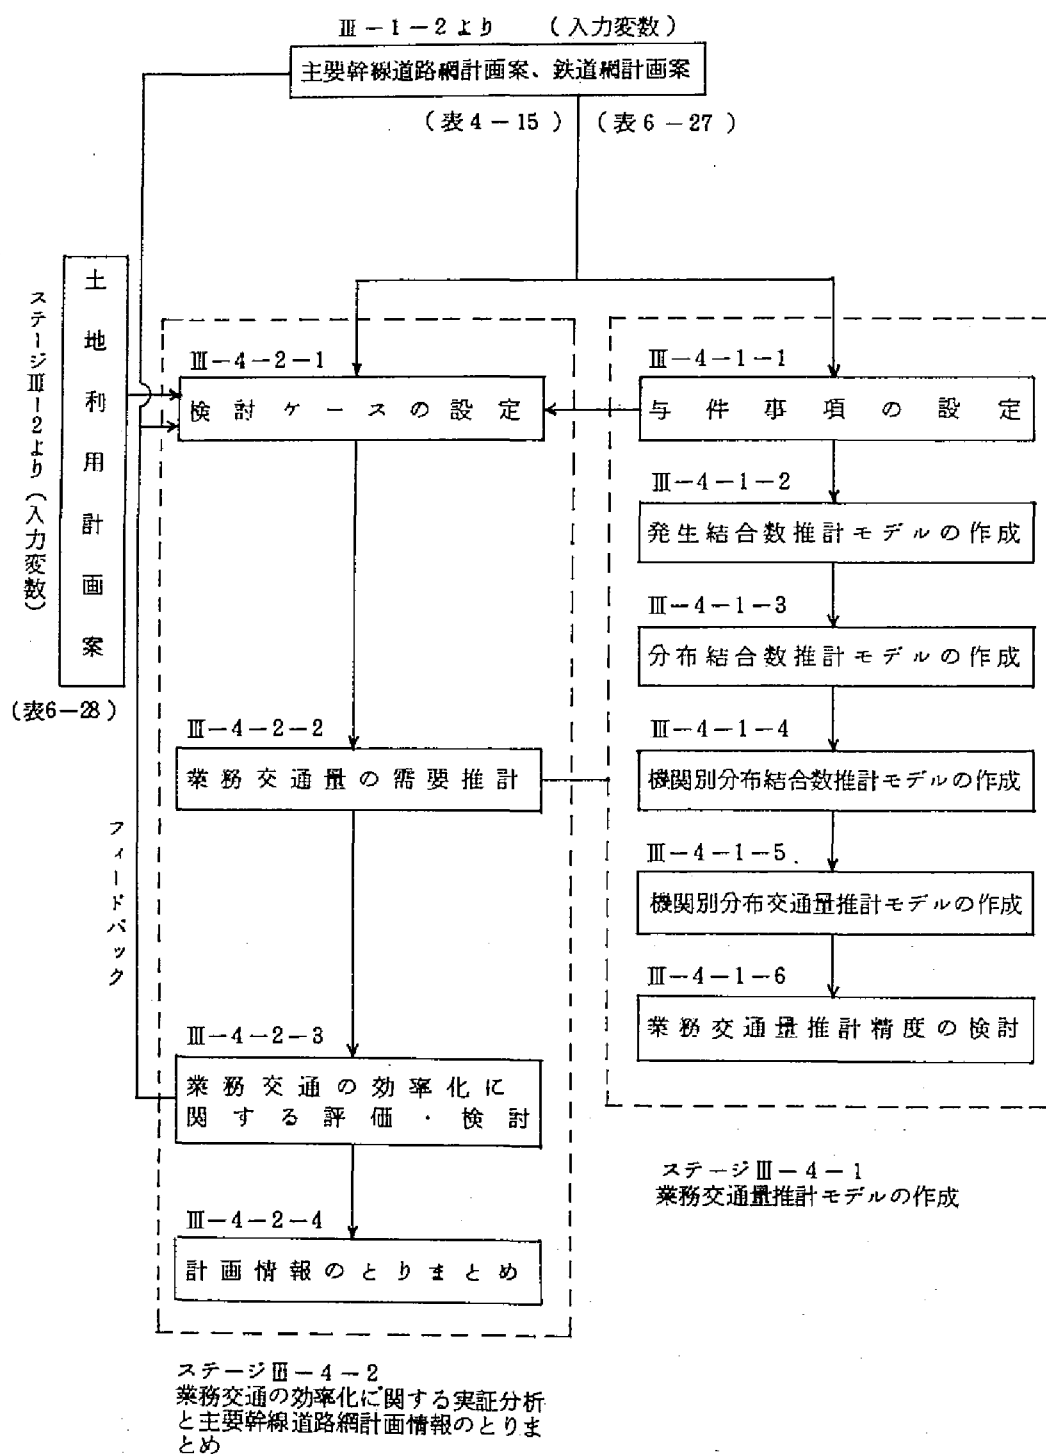 Ⅲ－1－2より　（入力変数）
主要幹線道路網計画案、鉄道網計画案
（表4－15）（表6－27）
土地利用計画案
ステージⅢ－2より（入力変数）
（表6－28）
フィードバック
Ⅲ－4－2－1
検討ケースの設定
Ⅲ－4－2－2
業務交通量の需要推計
Ⅲ－4－2－3
業務交通の効率化に
関する評価・検討
Ⅲ－4－2－4
計画情報のとりまとめ
ステージⅢ－4－2
業務交通の効率化に関する実証分析
と主要幹線道路網計画情報のとりま
とめ
Ⅲ－4－1－1
与件事項の設定
Ⅲ－4－1－2
発生結合数推計モデルの作成
Ⅲ－4－1－3
分布結合数推計モデルの作成
Ⅲ－4－1－4
機関別分布結合数推計モデルの作成
Ⅲ－4－1－5
機関別分布交通量推計モデルの作成
Ⅲ－4－1－6
業務交通量推計精度の検討
ステージⅢ－4－1
業務交通量推計モデルの作成